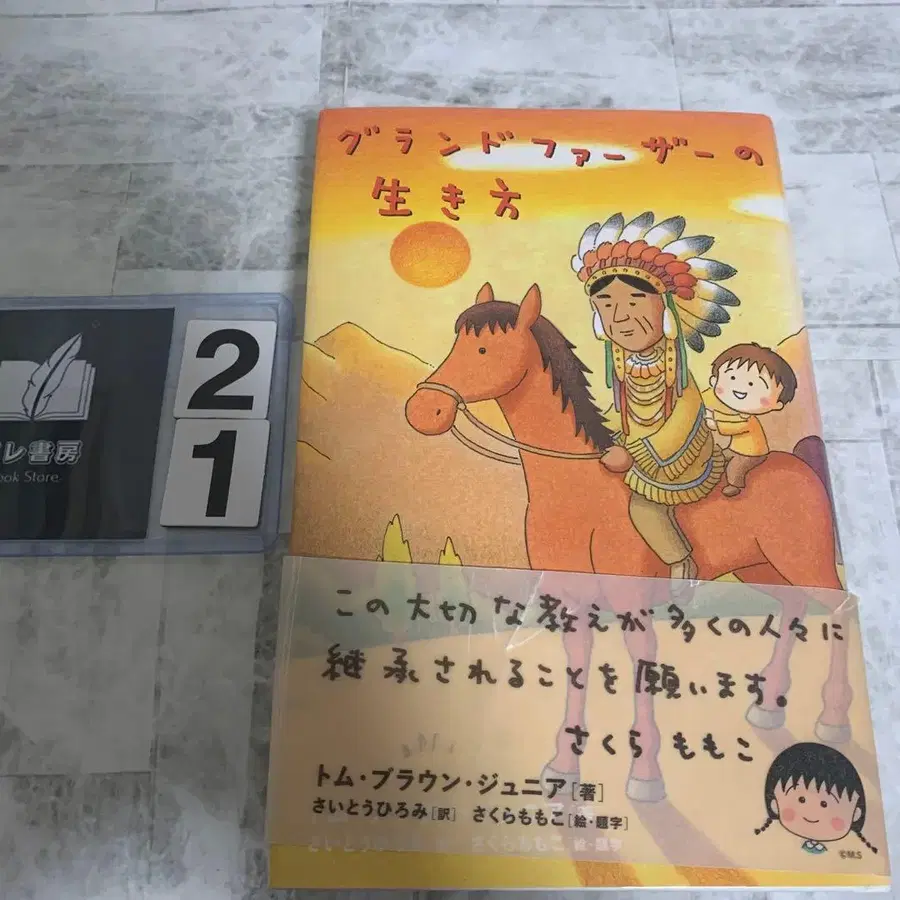 グランドファーザーの
生き方
2
1
レ書房
ook Store
この大切な教えが多くの人々に
継承されることを願います。
さくら ももこ
トム・ブラウン・ジュニア[著]
さいとうひろみ[訳] さくらももこ[絵・題字]
©M.S